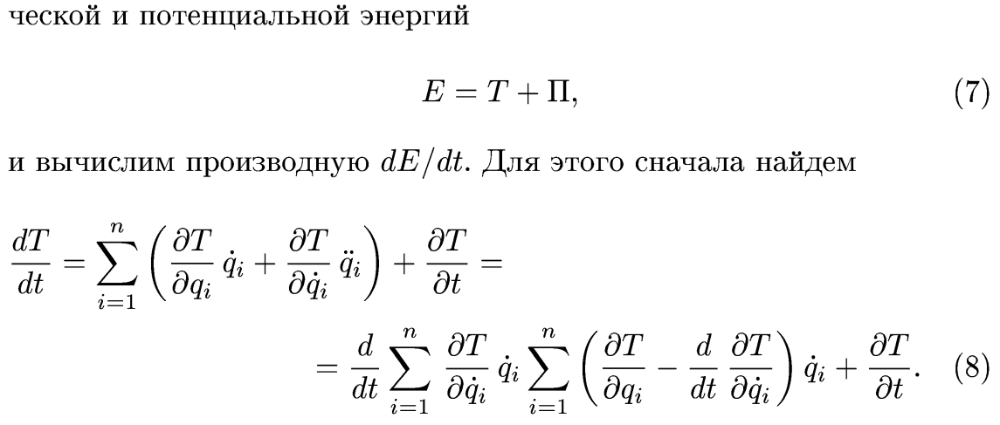 ческой и потенциальной энергий
E = T + П, (7)
и вычислим производную dE/dt. Для этого сначала найдем
\frac{dT}{dt} = \sum_{i=1}^{n} \left( \frac{\partial T}{\partial q_i} \dot{q}_i + \frac{\partial T}{\partial \dot{q}_i} \ddot{q}_i \right) + \frac{\partial T}{\partial t} =
= \frac{d}{dt} \sum_{i=1}^{n} \frac{\partial T}{\partial \dot{q}_i} \dot{q}_i \sum_{i=1}^{n} \left( \frac{\partial T}{\partial q_i} - \frac{d}{dt} \frac{\partial T}{\partial \dot{q}_i} \right) \dot{q}_i + \frac{\partial T}{\partial t}. (8)